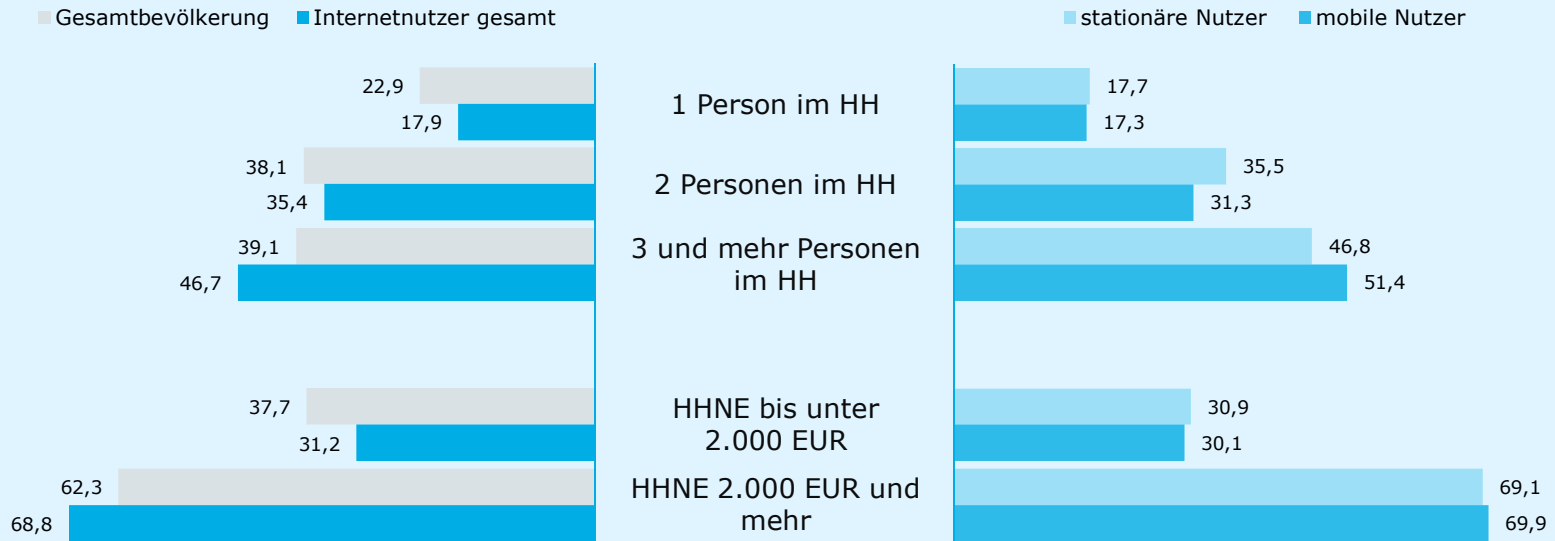 Gesamtbevölkerung Internetnutzer gesamt stationäre Nutzer mobile Nutzer
22,9
17,9
1 Person im HH
17,7
17,3
38,1
35,4
2 Personen im HH
35,5
31,3
39,1
46,7
3 und mehr Personen
im HH
46,8
51,4
37,7
31,2
HHNE bis unter
2.000 EUR
30,9
30,1
62,3
68,8
HHNE 2.000 EUR und
mehr
69,1
69,9